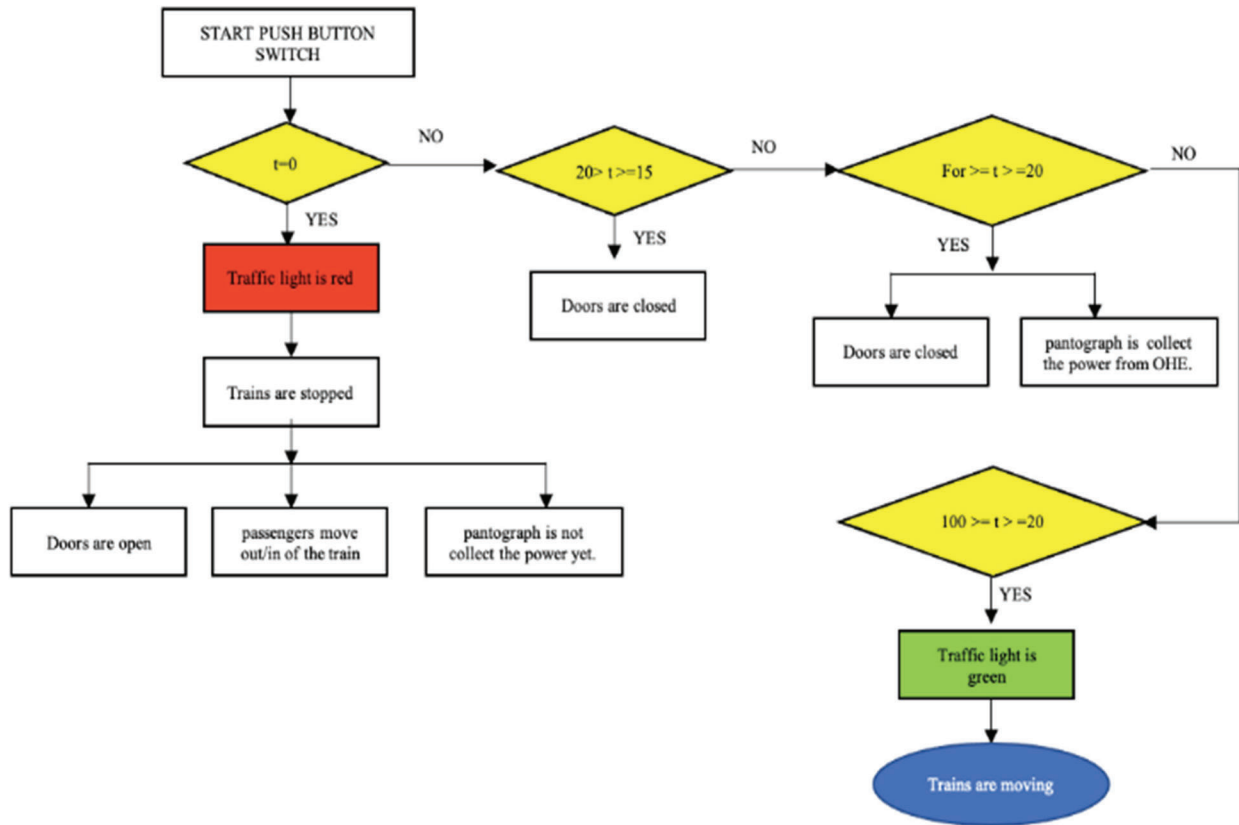 START PUSH BUTTON
SWITCH
t=0
NO
20> t >=15
NO
For >= t > =20
NO
YES
Traffic light is red
YES
Doors are closed
YES
Doors are closed
pantograph is collect
the power from OHE.
Trains are stopped
Doors are open
passengers move
out/in of the train
pantograph is not
collect the power yet.
100 >= t > =20
YES
Traffic light is
green
Trains are moving